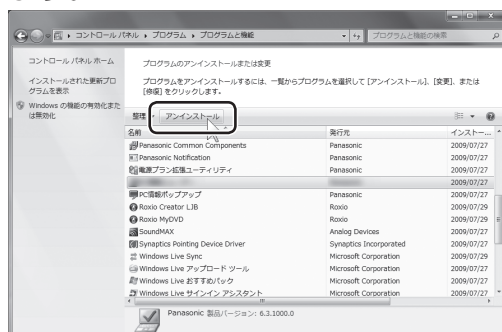 コントロール パネル ▸ プログラム ▸ プログラムと機能
プログラムと機能の検索
コントロール パネル ホーム
インストールされた更新プロ
グラムを表示
Windows の機能の有効化また
は無効化
プログラムのアンインストールまたは変更
プログラムをアンインストールするには、一覧からプログラムを選択して [アンインストール]、[変更]、または
[修復] をクリックします。
整理 アンインストール
名前 発行元 インストー...
Panasonic Common Components Panasonic 2009/07/27
Panasonic Notification Panasonic 2009/07/27
電源プラン拡張ユーティリティ Panasonic 2009/07/27
2009/07/27
PC情報ポップアップ Panasonic 2009/07/27
Roxio Creator LJB Roxio 2009/07/29
Roxio MyDVD Roxio 2009/07/29
SoundMAX Analog Devices 2009/07/27
Synaptics Pointing Device Driver Synaptics Incorporated 2009/07/27
Windows Live Sync Microsoft Corporation 2009/07/29
Windows Live アップロード ツール Microsoft Corporation 2009/07/27
Windows Live おすすめパック Microsoft Corporation 2009/07/27
Windows Live サインイン アシスタント Microsoft Corporation 2009/07/27
Panasonic 製品バージョン: 6.3.1000.0